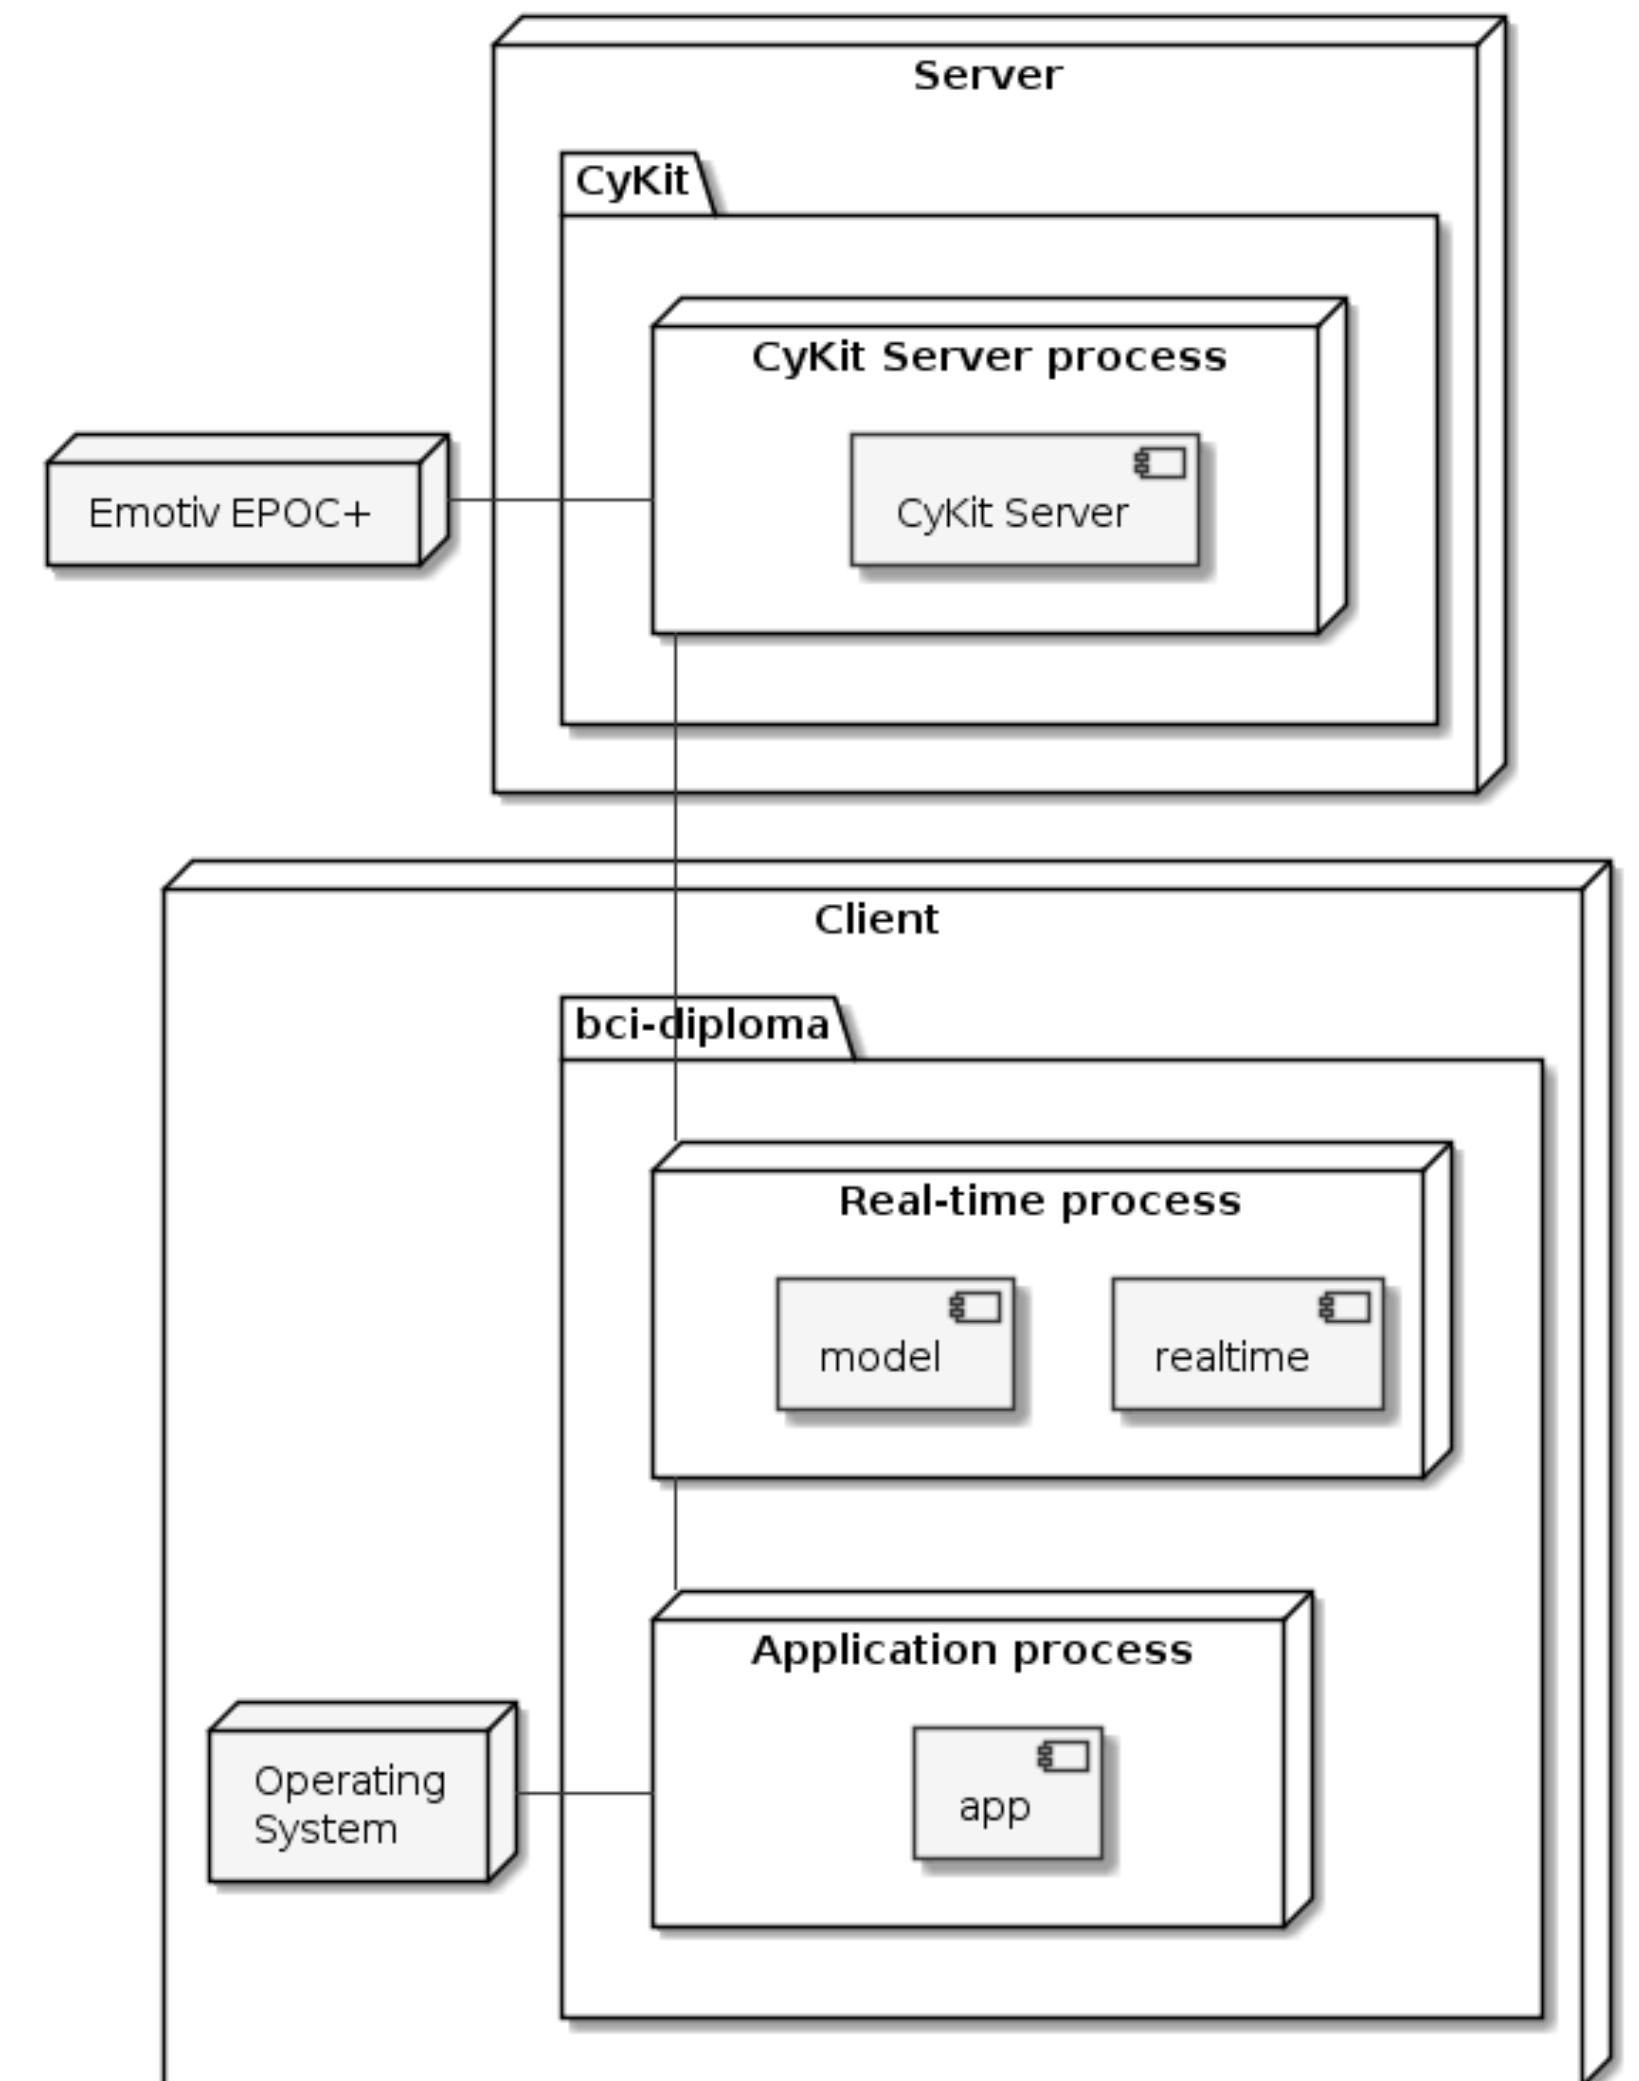 Server
CyKit
CyKit Server process
Emotiv EPOC+
CyKit Server
Client
bci-diploma
Real-time process
model
realtime
Application process
Operating
System
app